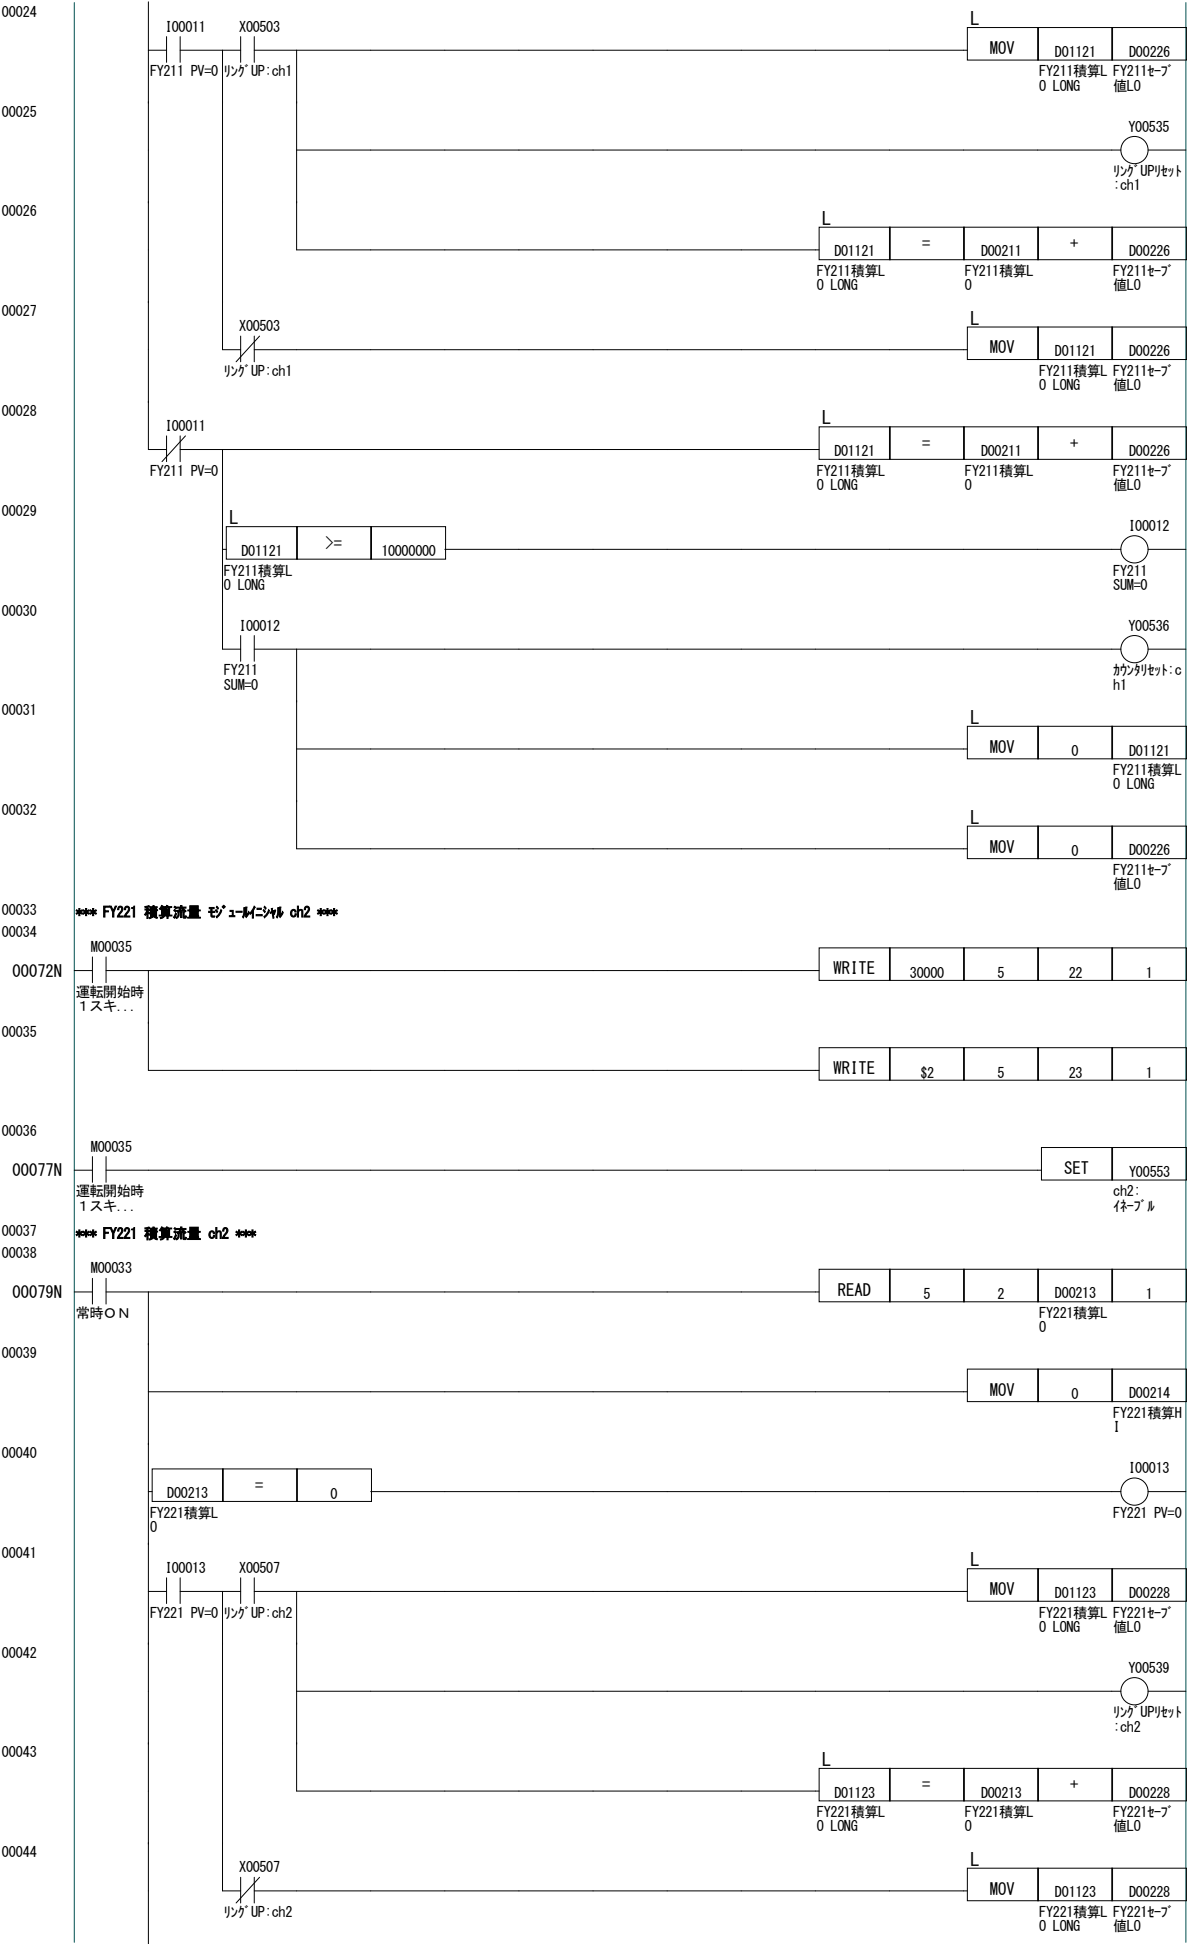 00024
I00011 X00503 L
MOV D01121 D00226
FY211 PV=0 ﾘﾝｸﾞUP:ch1 FY211積算L FY211ｾｰﾌﾞ
O LONG 値LO
00025
Y00535
ﾘﾝｸﾞUPﾘｾｯﾄ
:ch1
00026
L
D01121 = D00211 + D00226
FY211積算L FY211積算L FY211ｾｰﾌﾞ
O LONG O 値LO
00027
X00503 L
MOV D01121 D00226
ﾘﾝｸﾞUP:ch1 FY211積算L FY211ｾｰﾌﾞ
O LONG 値LO
00028
I00011 L
D01121 = D00211 + D00226
FY211 PV=0 FY211積算L FY211積算L FY211ｾｰﾌﾞ
O LONG O 値LO
00029
L I00012
D01121 >= 10000000
FY211積算L FY211
O LONG SUM=0
00030
I00012 Y00536
FY211 ｶｳﾝﾀﾘｾｯﾄ:c
SUM=0 h1
00031
L
MOV 0 D01121
FY211積算L
O LONG
00032
L
MOV 0 D00226
FY211ｾｰﾌﾞ
値LO
00033 *** FY221 積算流量 ﾓｼﾞｭｰﾙｲﾆｼｬﾙ ch2 ***
00034
M00035
00072N WRITE 30000 5 22 1
運転開始時
１スキ...
00035
WRITE $2 5 23 1
00036
M00035
00077N SET Y00553
運転開始時 ch2:
１スキ... ｲﾈｰﾌﾞﾙ
00037 *** FY221 積算流量 ch2 ***
00038
M00033
00079N READ 5 2 D00213 1
常時ＯＮ FY221積算L
O
00039
MOV 0 D00214
FY221積算H
I
00040
I00013
D00213 = 0
FY221積算L FY221 PV=0
O
00041
I00013 X00507 L
MOV D01123 D00228
FY221 PV=0 ﾘﾝｸﾞUP:ch2 FY221積算L FY221ｾｰﾌﾞ
O LONG 値LO
00042
Y00539
ﾘﾝｸﾞUPﾘｾｯﾄ
:ch2
00043
L
D01123 = D00213 + D00228
FY221積算L FY221積算L FY221ｾｰﾌﾞ
O LONG O 値LO
00044
X00507 L
MOV D01123 D00228
ﾘﾝｸﾞUP:ch2 FY221積算L FY221ｾｰﾌﾞ
O LONG 値LO